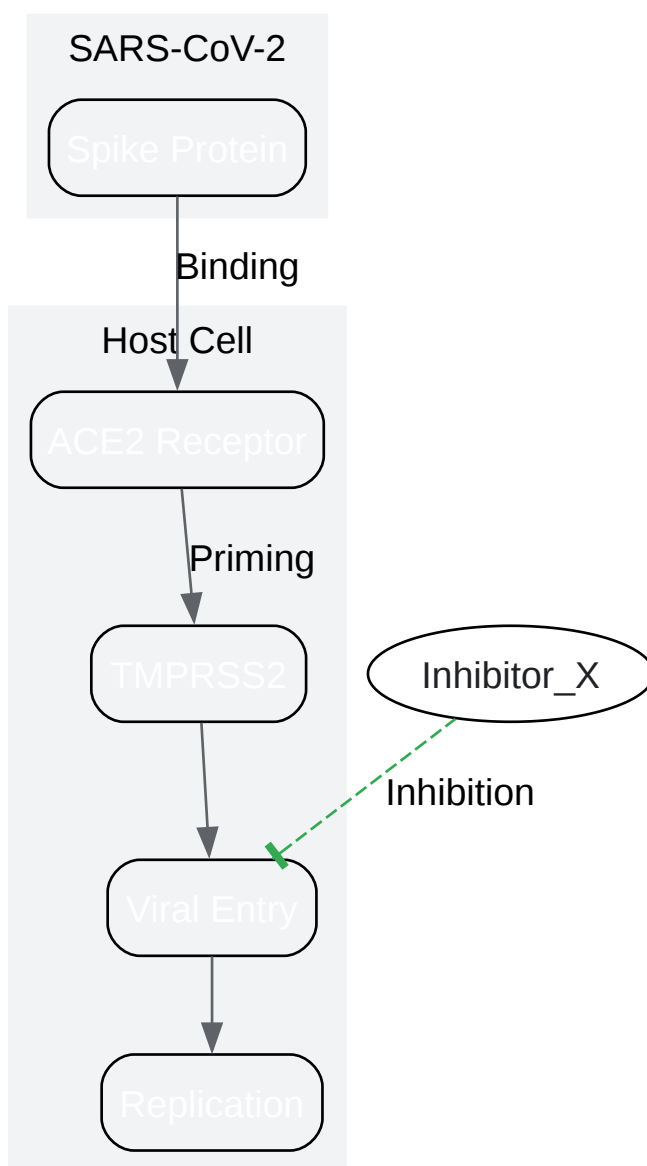 SARS-CoV-2
Spike Protein
Binding
Host Cell
ACE2 Receptor
Priming
TMPRSS2
Inhibitor_X
Inhibition
Viral Entry
Replication